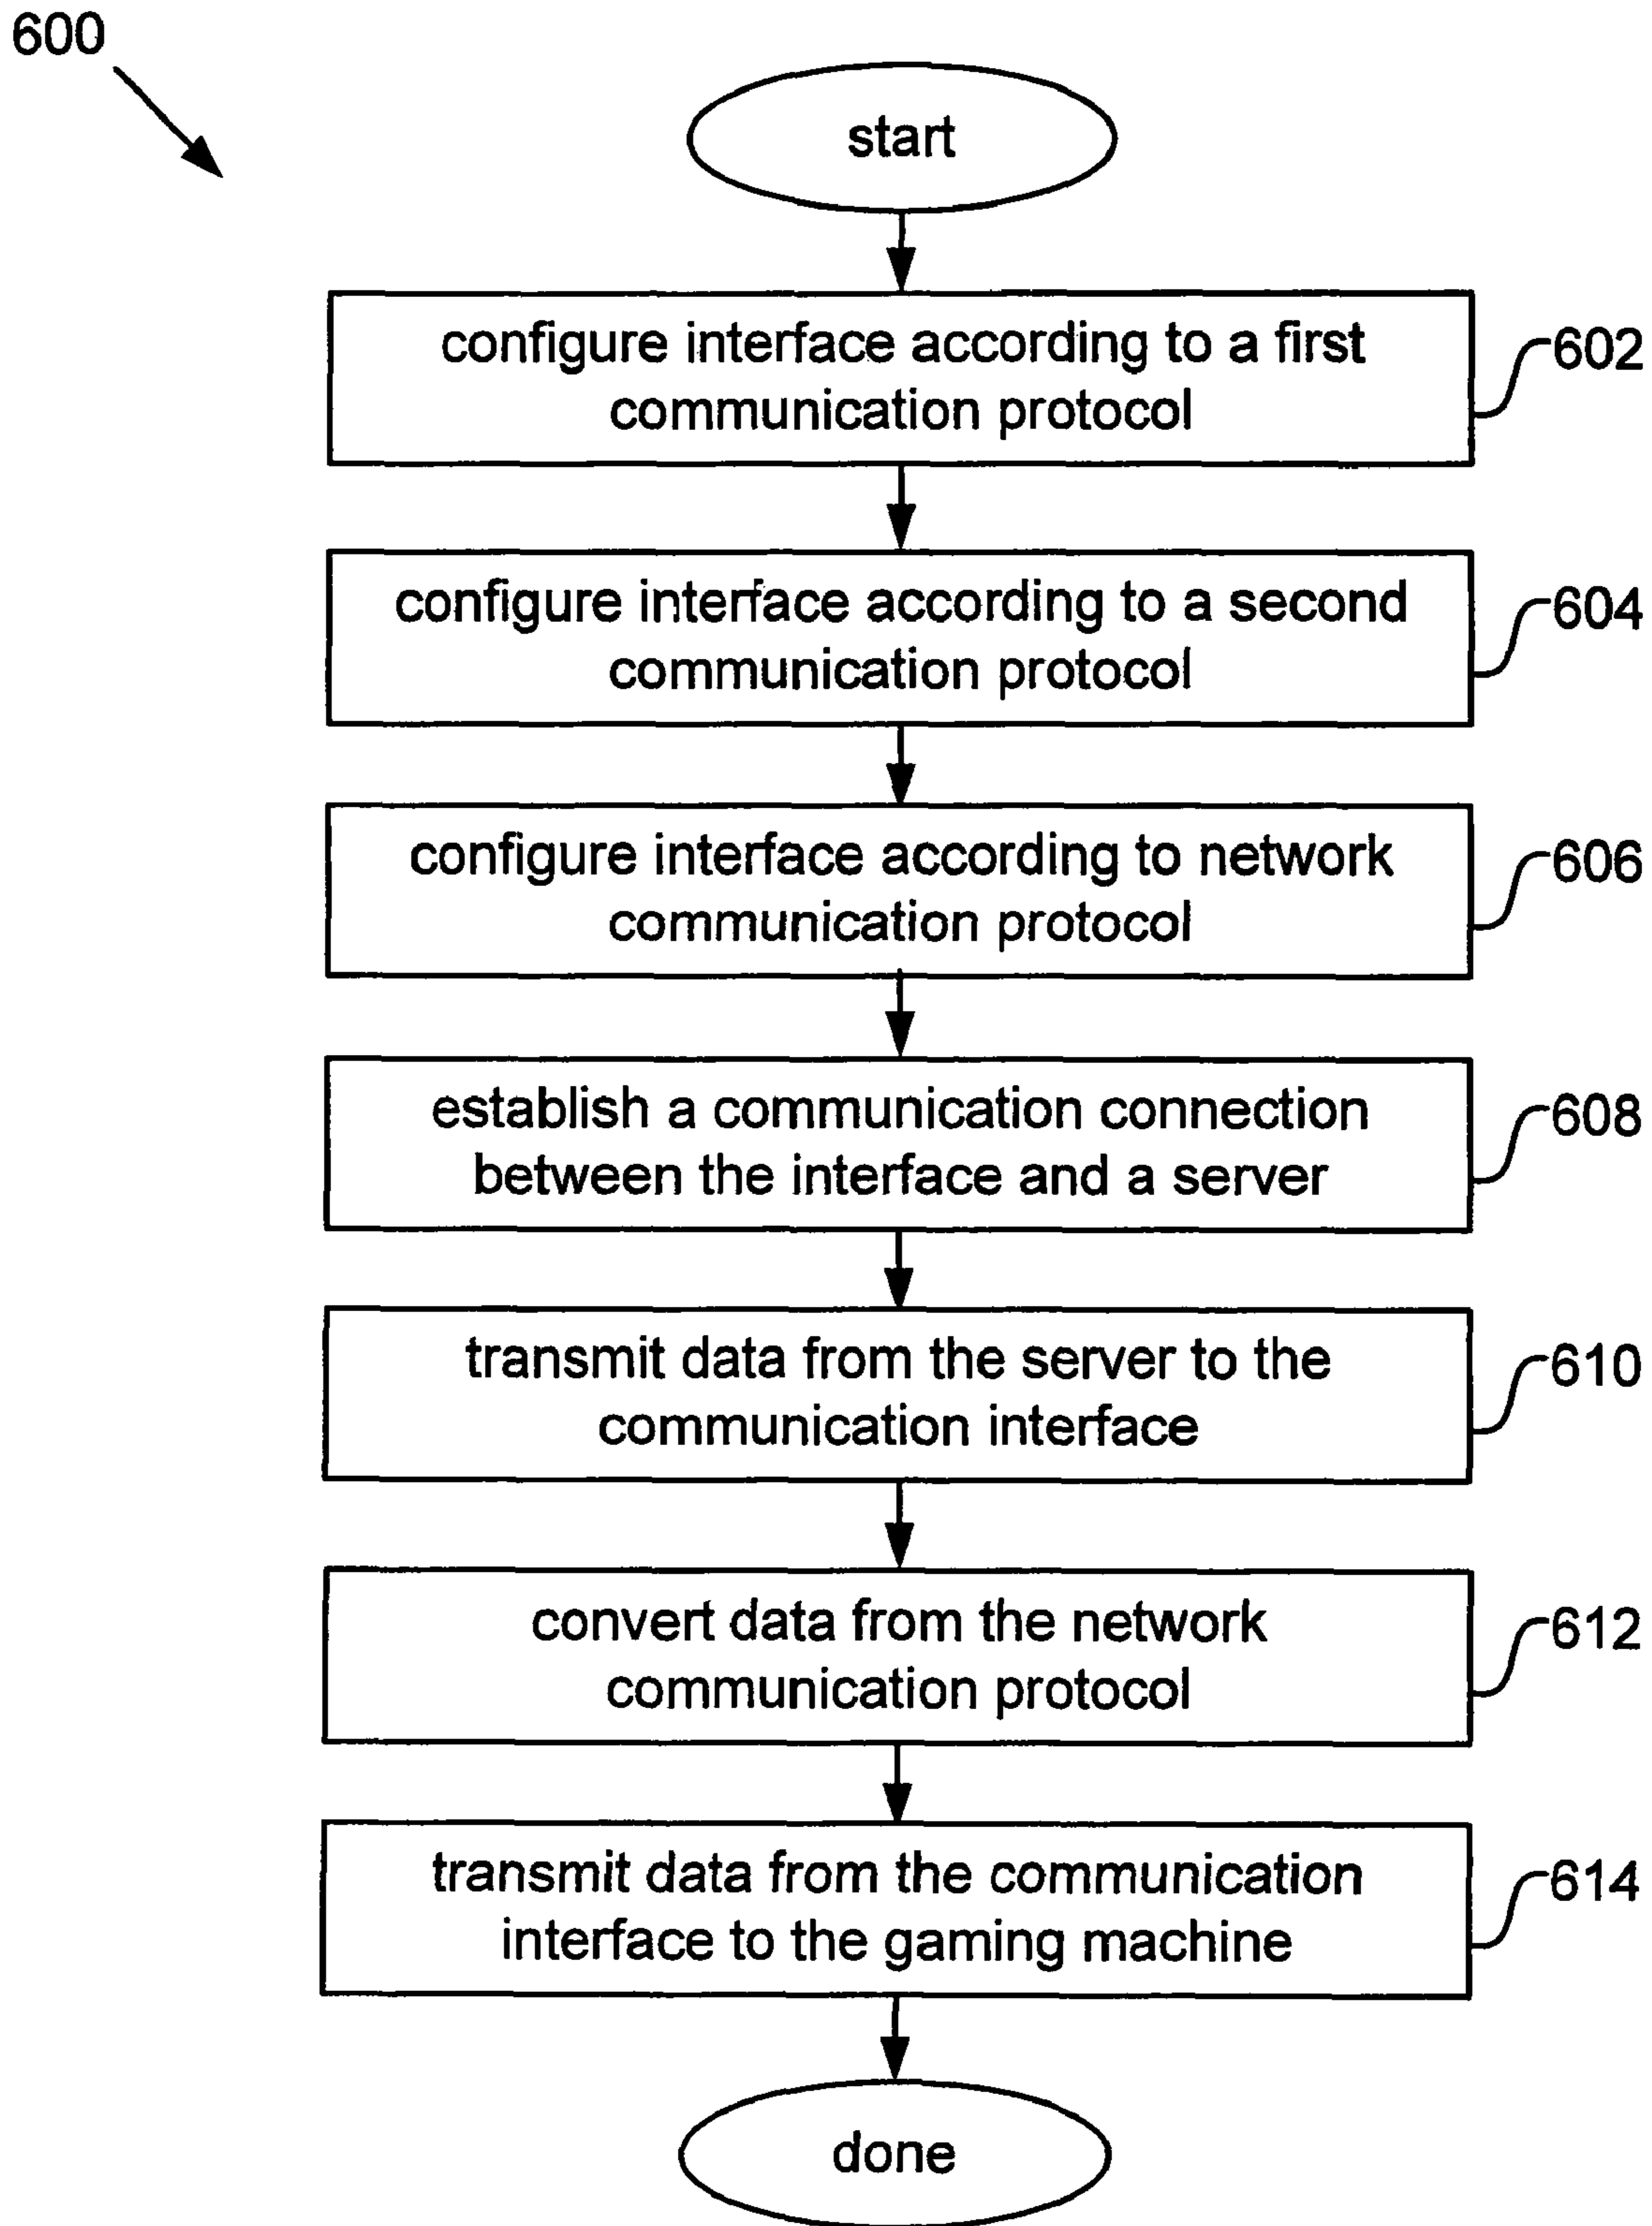 600
start
configure interface according to a first
communication protocol
602
configure interface according to a second
communication protocol
604
configure interface according to network
communication protocol
606
establish a communication connection
between the interface and a server
608
transmit data from the server to the
communication interface
610
convert data from the network
communication protocol
612
transmit data from the communication
interface to the gaming machine
614
done